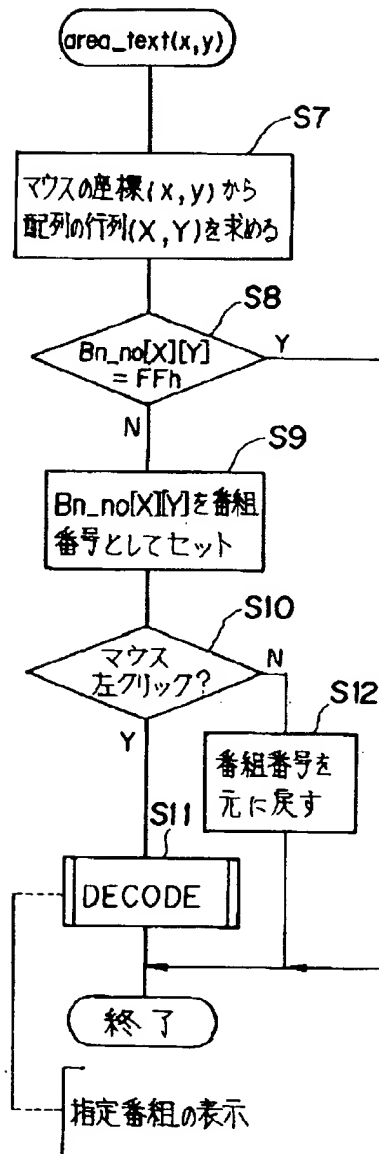 area_text(x,y)
S7
マウスの座標(x,y)から
配列の行列(X,Y)を求める
S8
Bn_no[X][Y]
= FFh
Y
N
S9
Bn_no[X][Y]を番組
番号としてセット
S10
マウス
左クリック?
N
Y
S12
番組番号を
元に戻す
S11
DECODE
終了
指定番組の表示